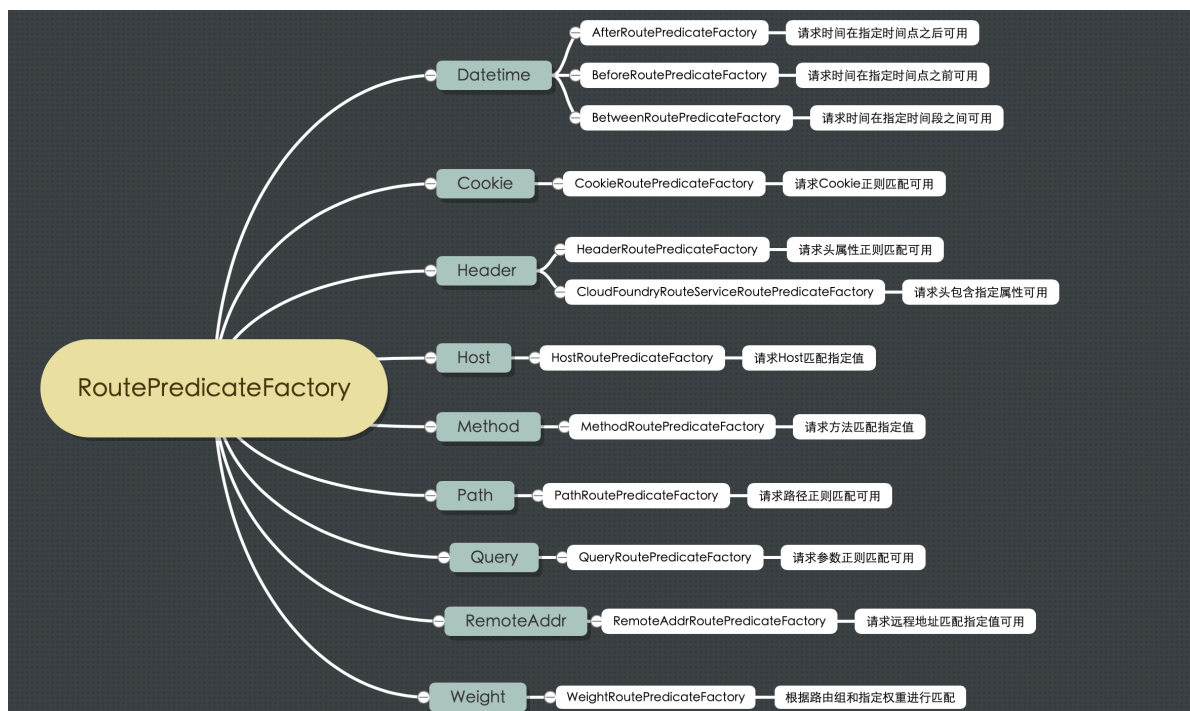 RoutePredicateFactory
Datetime
AfterRoutePredicateFactory
请求时间在指定时间点之后可用
BeforeRoutePredicateFactory
请求时间在指定时间点之前可用
BetweenRoutePredicateFactory
请求时间在指定时间段之间可用
Cookie
CookieRoutePredicateFactory
请求Cookie正则匹配可用
Header
HeaderRoutePredicateFactory
请求头属性正则匹配可用
CloudFoundryRouteServiceRoutePredicateFactory
请求头包含指定属性可用
Host
HostRoutePredicateFactory
请求Host匹配指定值
Method
MethodRoutePredicateFactory
请求方法匹配指定值
Path
PathRoutePredicateFactory
请求路径正则匹配可用
Query
QueryRoutePredicateFactory
请求参数正则匹配可用
RemoteAddr
RemoteAddrRoutePredicateFactory
请求远程地址匹配指定值可用
Weight
WeightRoutePredicateFactory
根据路由组和指定权重进行匹配